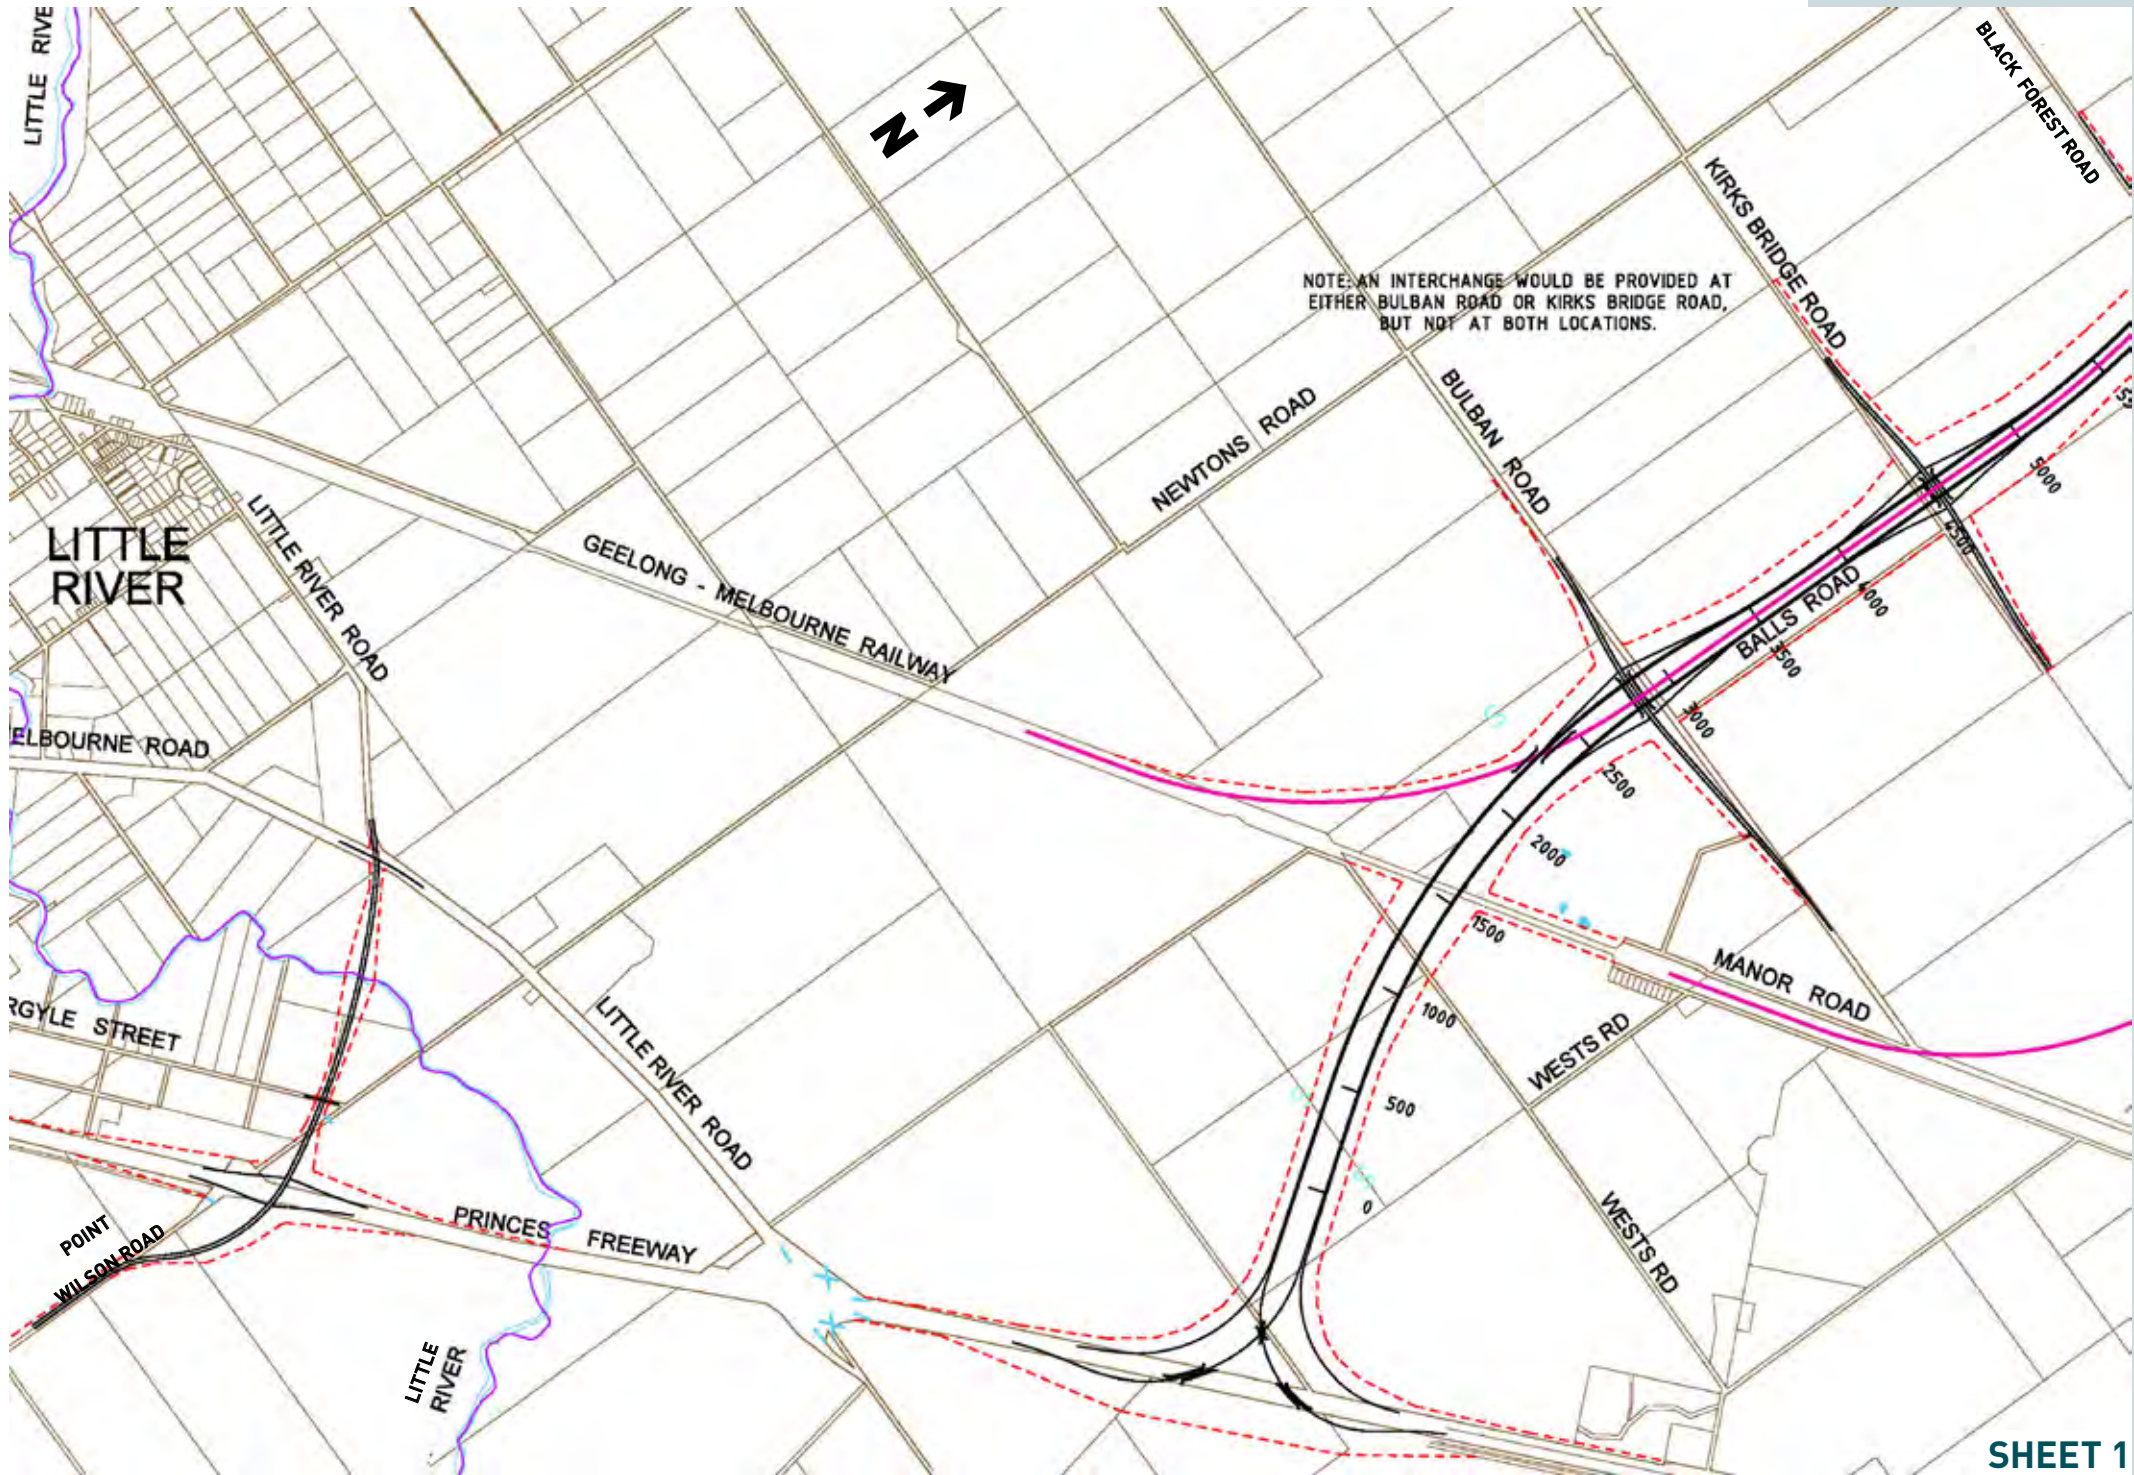 LITTLE RIVE
N
BLACK FOREST ROAD
KIRKS BRIDGE ROAD
NOTE: AN INTERCHANGE WOULD BE PROVIDED AT
EITHER BULBAN ROAD OR KIRKS BRIDGE ROAD,
BUT NOT AT BOTH LOCATIONS.
BULBAN ROAD
NEWTONS ROAD
LITTLE
RIVER
LITTLE RIVER ROAD
GEELONG - MELBOURNE RAILWAY
BALLS ROAD
5000
4500
4000
3500
3000
2500
2000
1500
1000
500
0
ELBOURNE ROAD
MANOR ROAD
WESTS RD
WESTS RD
RGYLE STREET
LITTLE RIVER ROAD
PRINCES FREEWAY
POINT
WILSON ROAD
LITTLE
RIVER
SHEET 1